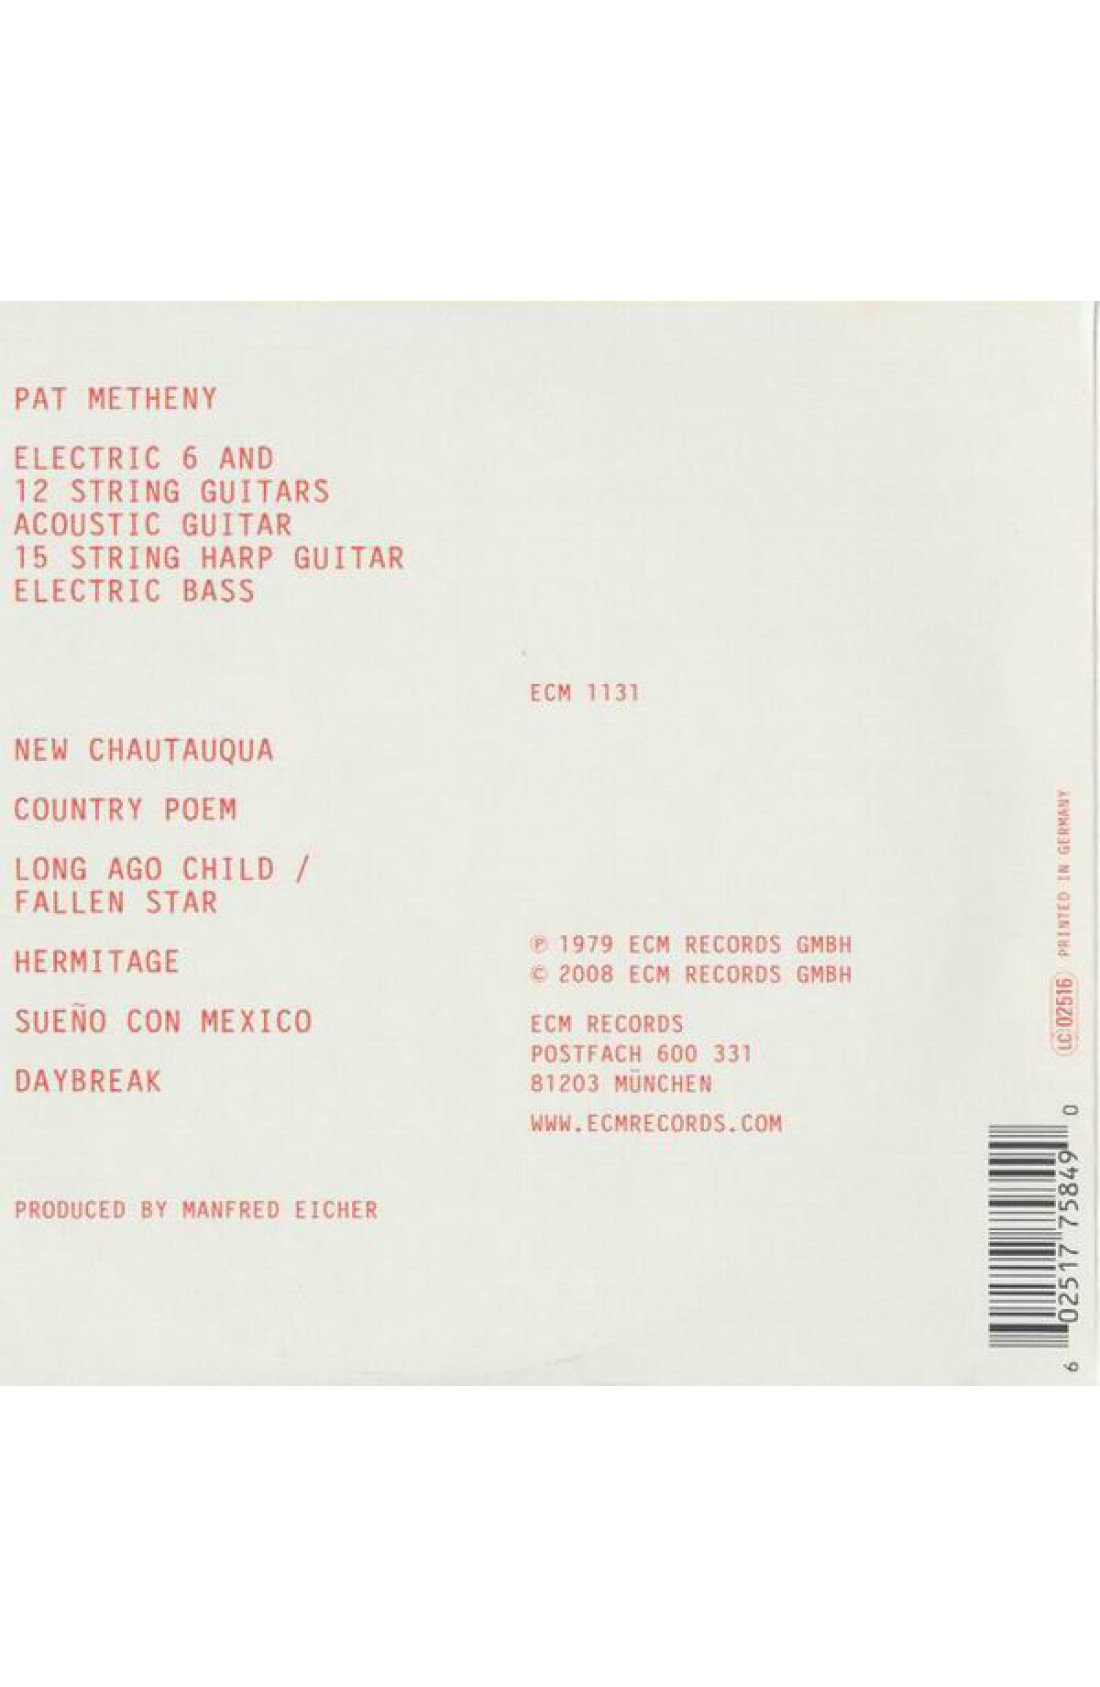 PAT METHENY
ELECTRIC 6 AND
12 STRING GUITARS
ACOUSTIC GUITAR
15 STRING HARP GUITAR
ELECTRIC BASS
ECM 1131
NEW CHAUTAUQUA
COUNTRY POEM
LONG AGO CHILD /
FALLEN STAR
HERMITAGE
SUEÑO CON MEXICO
DAYBREAK
PRODUCED BY MANFRED EICHER
℗ 1979 ECM RECORDS GMBH
© 2008 ECM RECORDS GMBH
ECM RECORDS
POSTFACH 600 331
81203 MÜNCHEN
WWW.ECMRECORDS.COM
LC 02516 PRINTED IN GERMANY
6 02517 75849 0